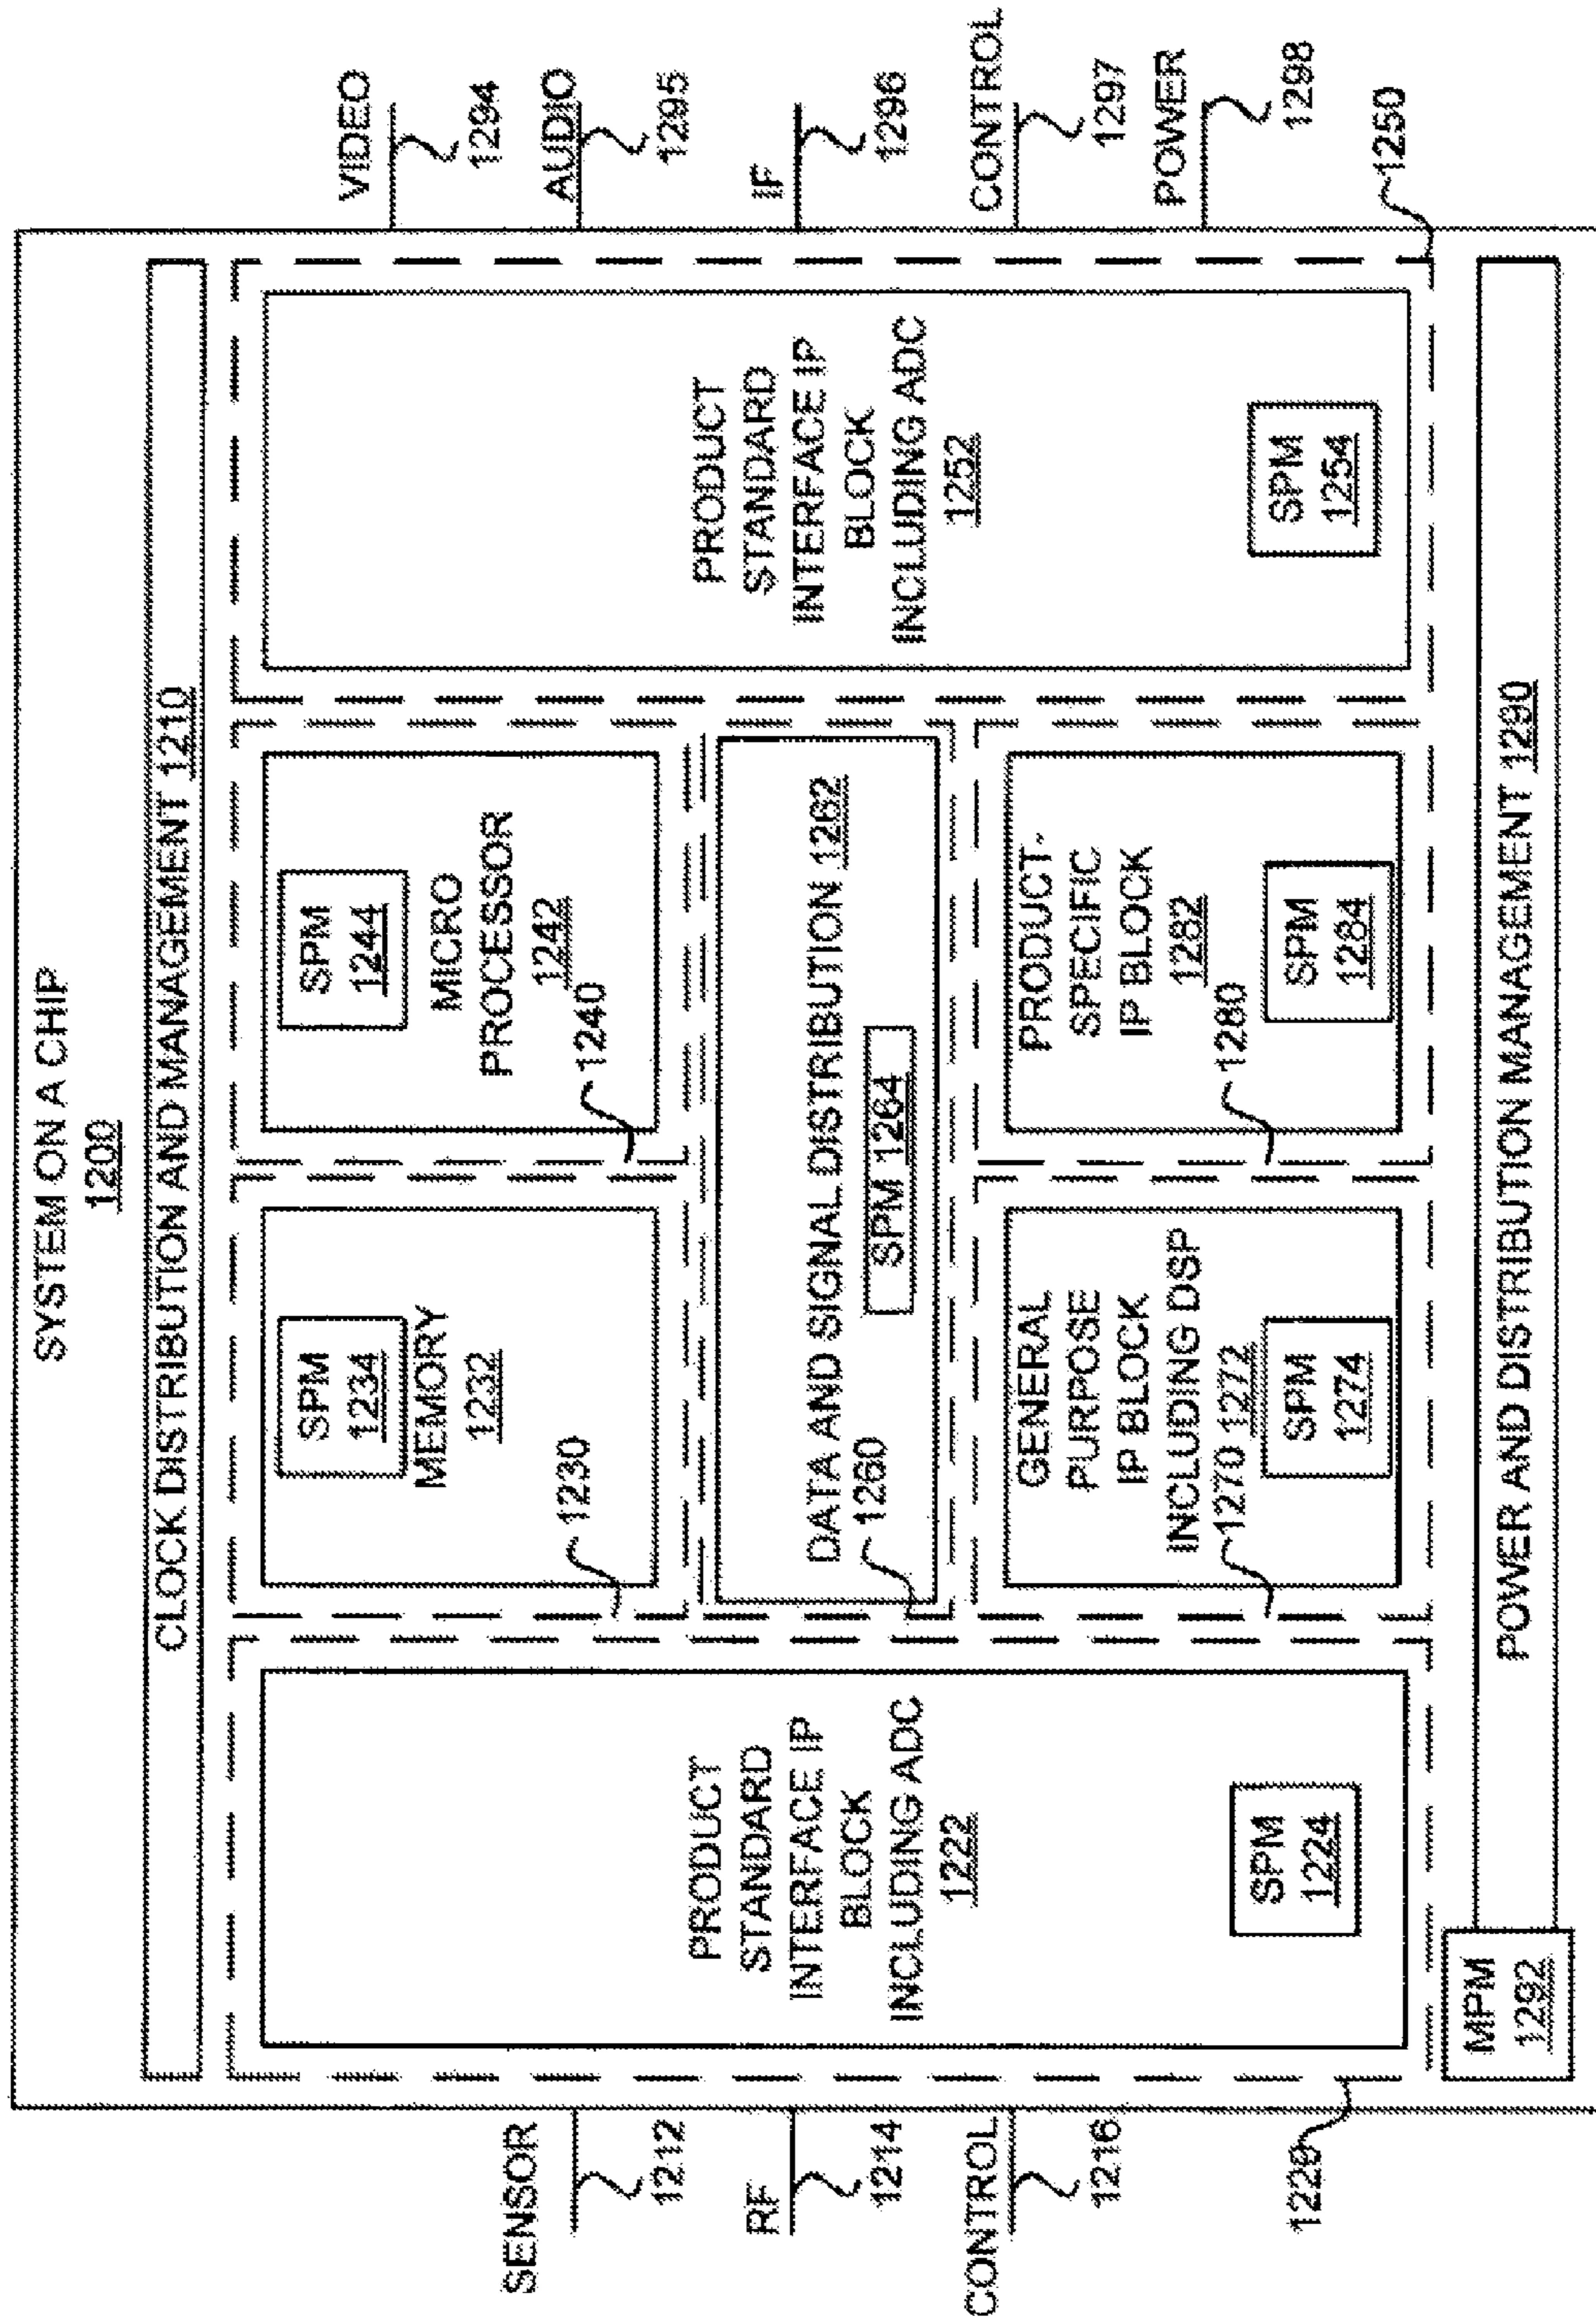 SYSTEM ON A CHIP
1200
CLOCK DISTRIBUTION AND MANAGEMENT 1210
SENSOR
1212
RF
1214
CONTROL
1216
1220
PRODUCT
STANDARD
INTERFACE IP
BLOCK
INCLUDING ADC
1222
SPM
1224
SPM
1234
MEMORY
1232
1230
SPM
1244
MICRO
PROCESSOR
1242
1240
DATA AND SIGNAL DISTRIBUTION 1262
1260
SPM 1264
GENERAL
PURPOSE
IP BLOCK
INCLUDING DSP
1270 1272
SPM
1274
PRODUCT-
SPECIFIC
IP BLOCK
1282
1280
SPM
1284
PRODUCT
STANDARD
INTERFACE IP
BLOCK
INCLUDING ADC
1252
SPM
1254
VIDEO
1294
AUDIO
1295
IF
1296
CONTROL
1297
POWER
1298
1250
MPM
1292
POWER AND DISTRIBUTION MANAGEMENT 1290